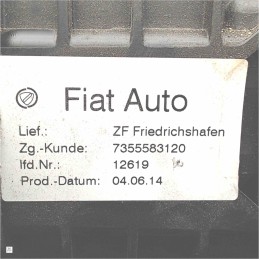 Fiat Auto
Lief.: ZF Friedrichshafen
Zg.-Kunde: 7355583120
lfd.Nr.: 12619
Prod.-Datum: 04.06.14